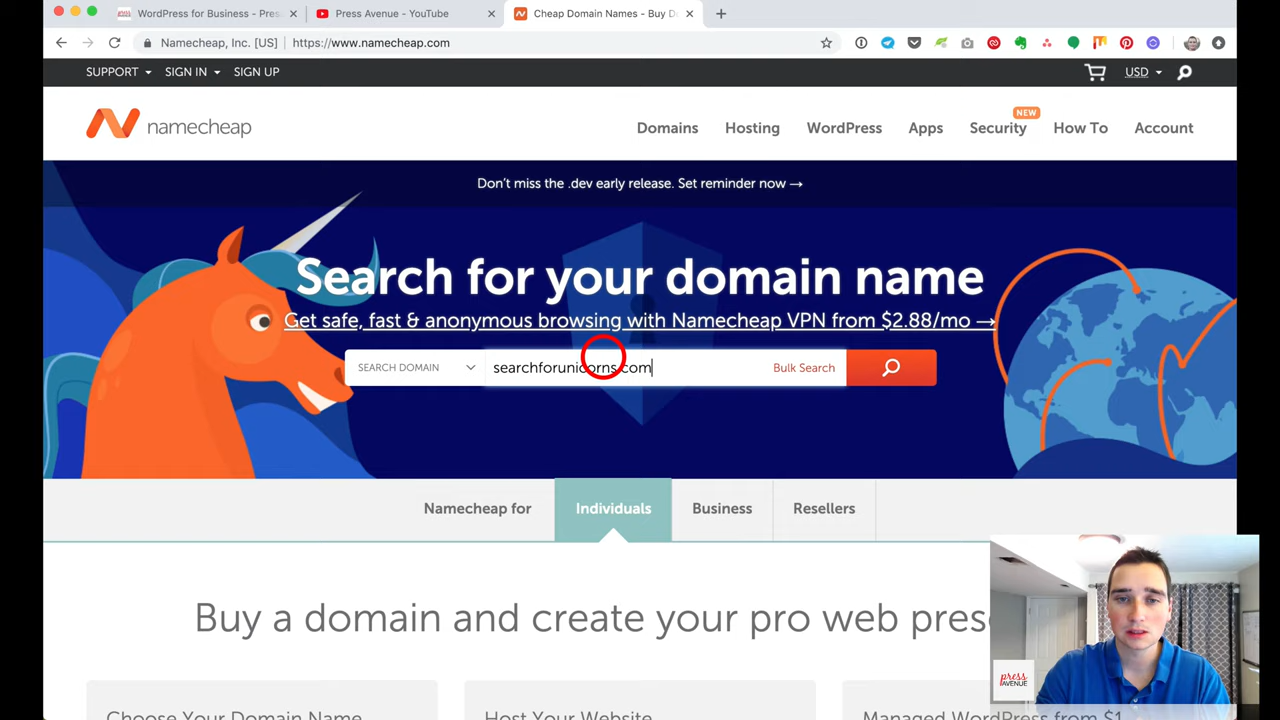 WordPress for Business - Pres
Press Avenue - YouTube
Cheap Domain Names - Buy Do
Namecheap, Inc. [US] | https://www.namecheap.com
SUPPORT SIGN IN SIGN UP
USD
namecheap
Domains Hosting WordPress Apps Security How To Account
NEW
Don't miss the .dev early release. Set reminder now →
Search for your domain name
Get safe, fast & anonymous browsing with Namecheap VPN from $2.88/mo →
SEARCH DOMAIN searchforunicorns.com Bulk Search
Namecheap for Individuals Business Resellers
Buy a domain and create your pro web prese
Choose Your Domain Name
Host Your Website
Managed WordPress from $1
press
AVENUE